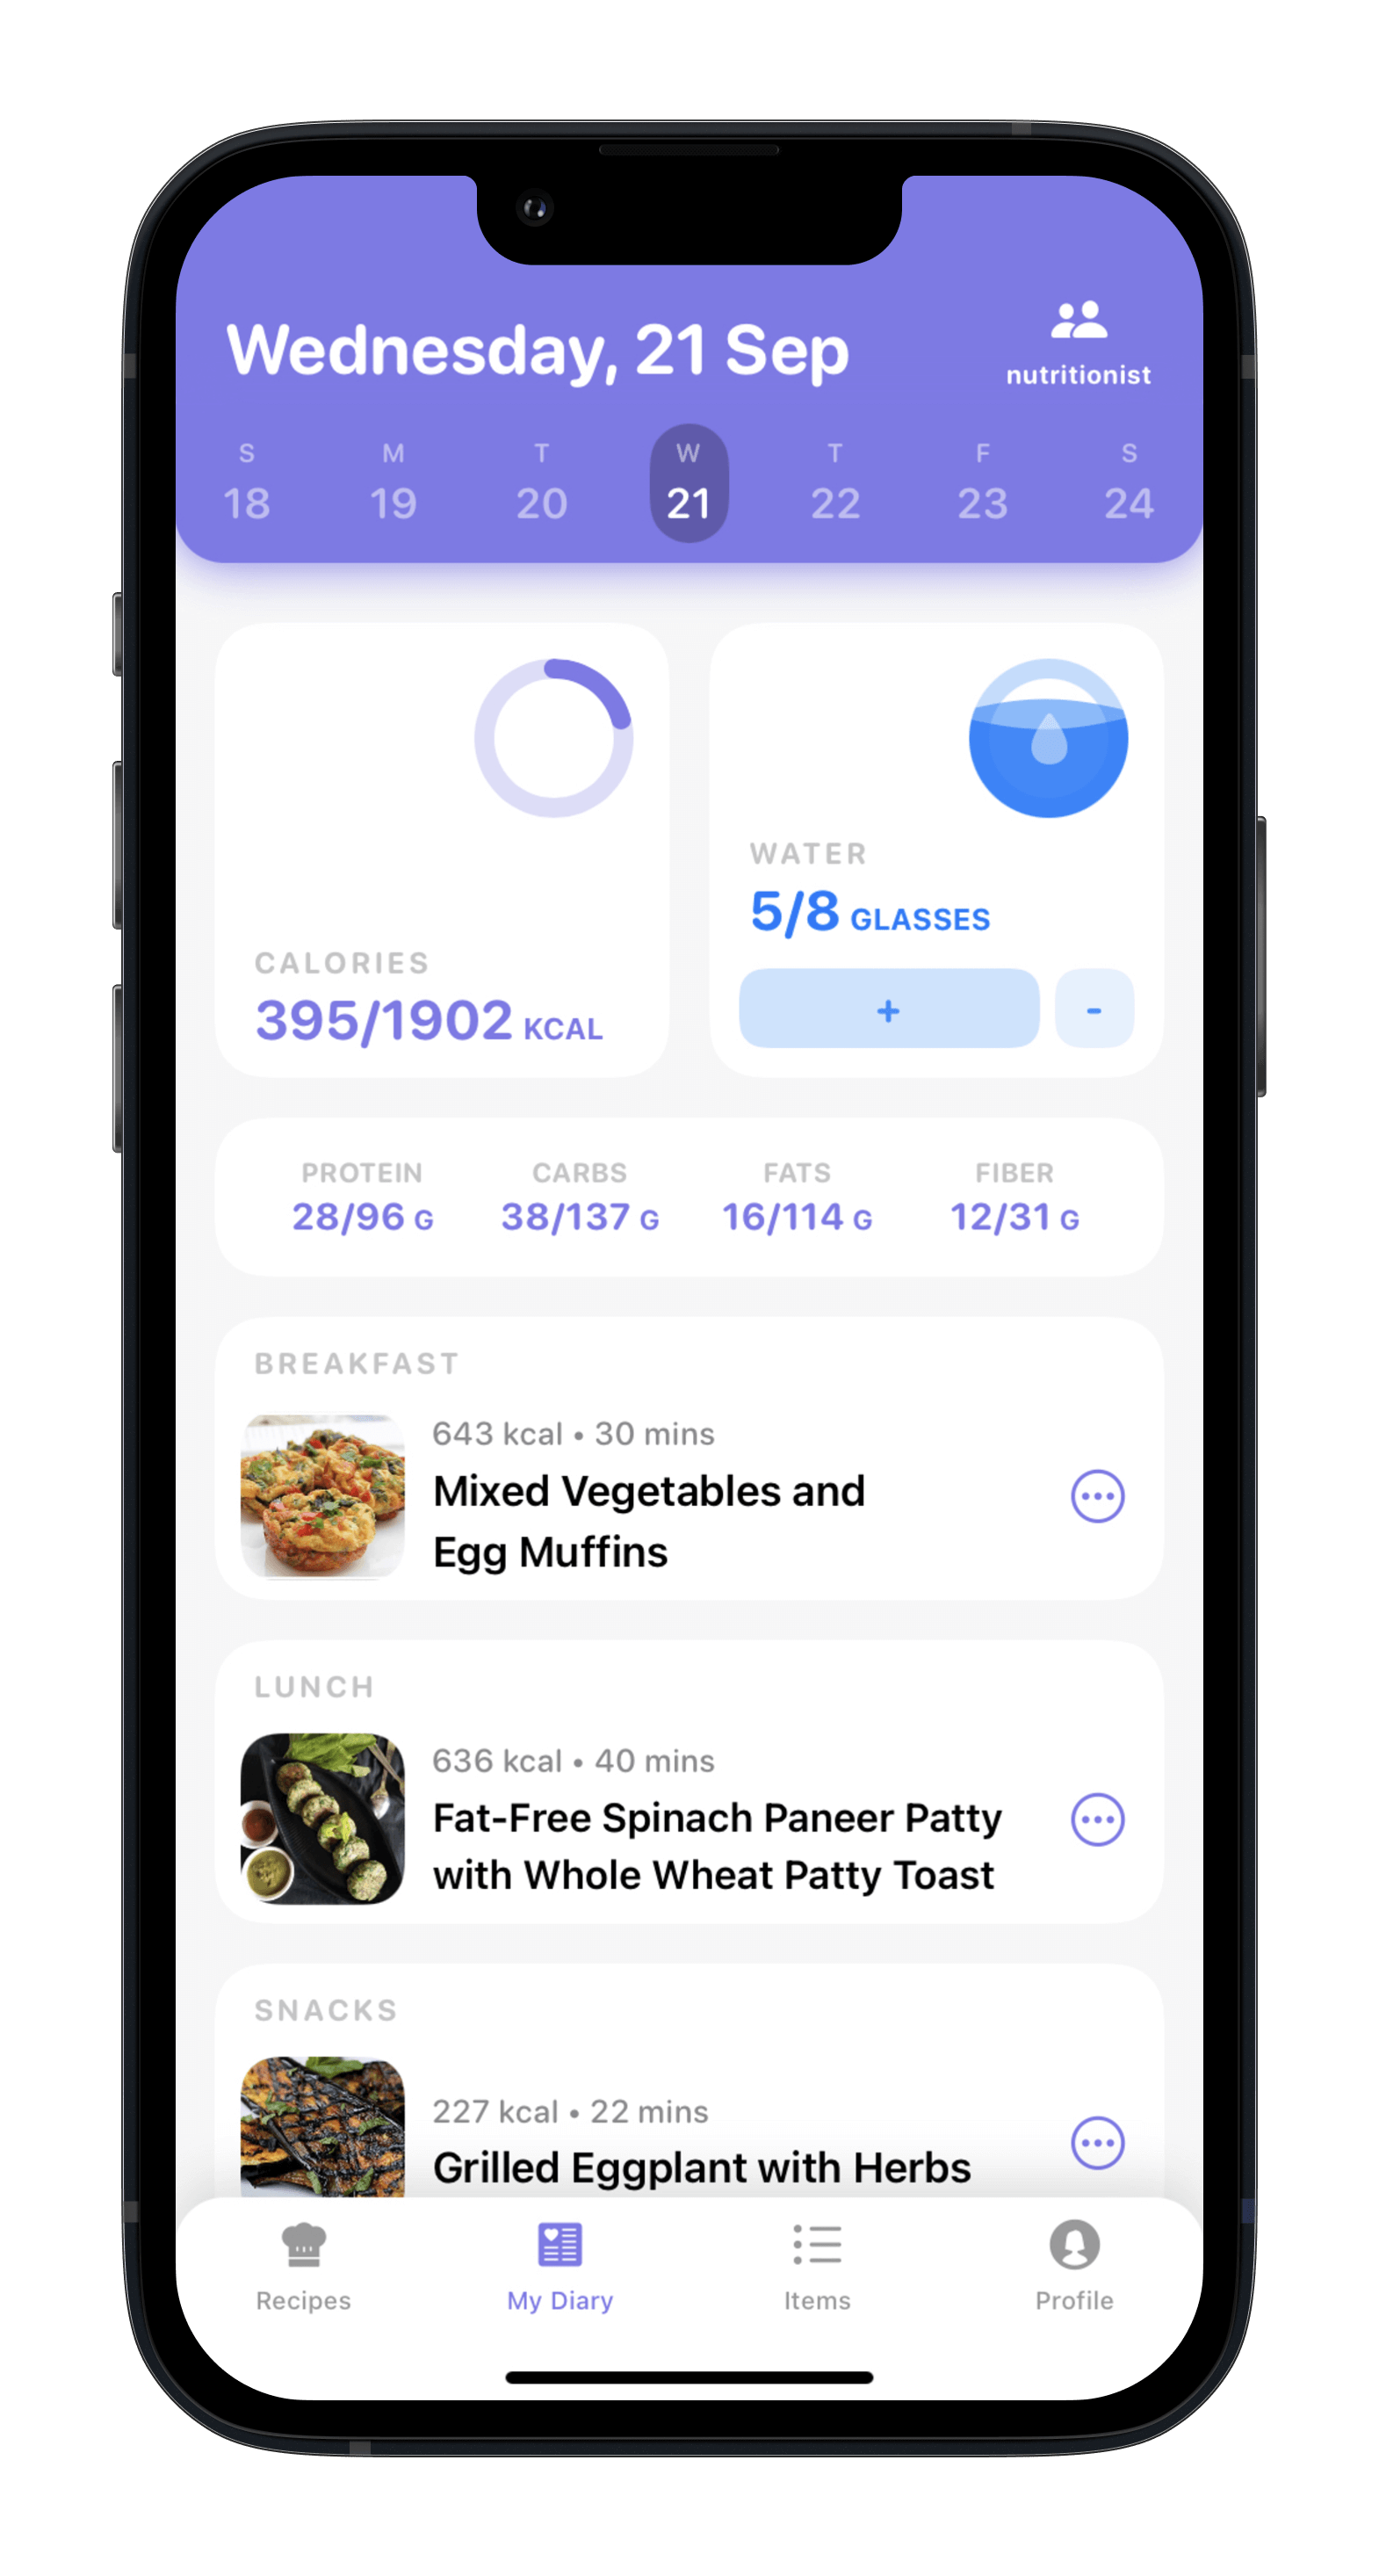 Wednesday, 21 Sep
nutritionist
S M T W T F S
18 19 20 21 22 23 24
CALORIES
395/1902 KCAL
WATER
5/8 GLASSES
+ -
PROTEIN CARBS FATS FIBER
28/96 G 38/137 G 16/114 G 12/31 G
BREAKFAST
643 kcal • 30 mins
Mixed Vegetables and
Egg Muffins
LUNCH
636 kcal • 40 mins
Fat-Free Spinach Paneer Patty
with Whole Wheat Patty Toast
SNACKS
227 kcal • 22 mins
Grilled Eggplant with Herbs
Recipes My Diary Items Profile